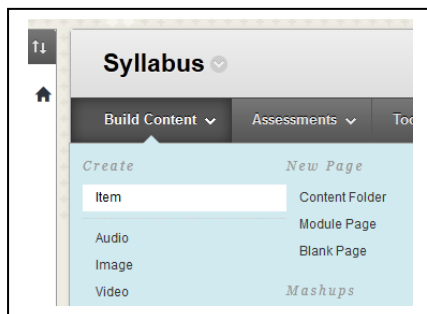 Syllabus
Build Content Assessments
Create New Page
Item Content Folder
Module Page
Audio Blank Page
Image
Video Mashups